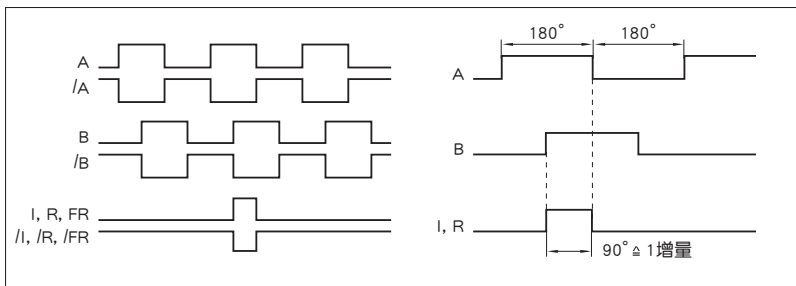 A
/A
B
/B
I, R, FR
/I, /R, /FR
180° 180°
A
B
I, R
90° ≙ 1增量